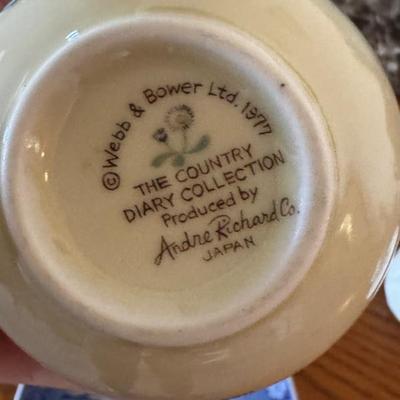 ©Webb & Bower Ltd. 1977
THE COUNTRY
DIARY COLLECTION
Produced by
Andre Richard Co.
JAPAN